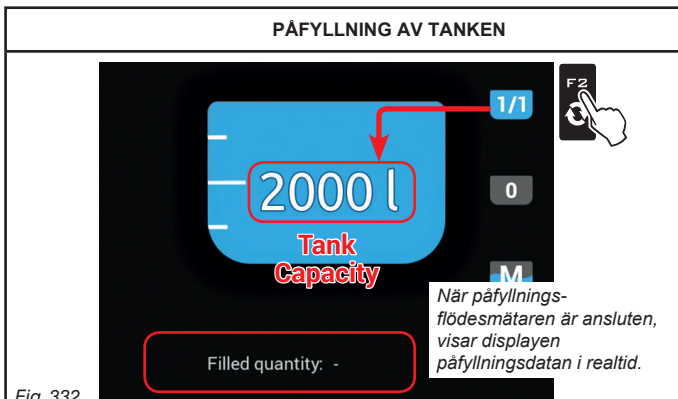 PÅFYLLNING AV TANKEN
F2
1/1
2000 l
0
Tank
Capacity
M
När påfyllnings-
flödesmätaren är ansluten,
visar displayen
påfyllningsdatan i realtid.
Filled quantity: -
Fig. 332